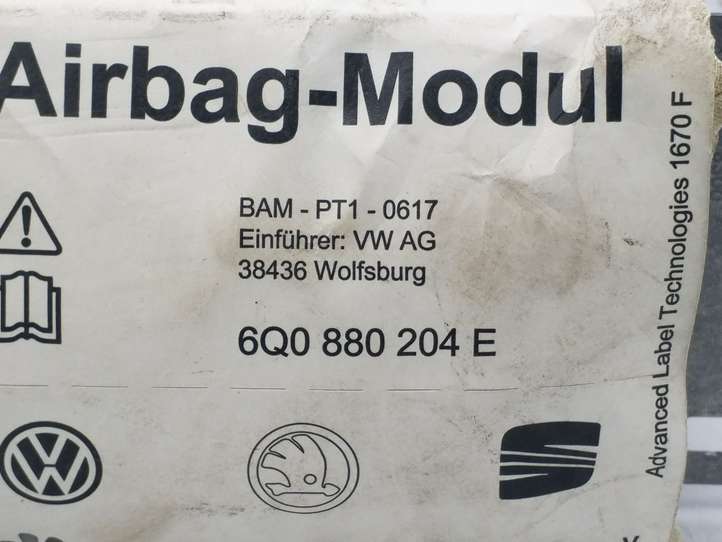 Airbag-Modul
BAM - PT1 - 0617
Einführer: VW AG
38436 Wolfsburg
6Q0 880 204 E
Advanced Label Technologies 1670 F